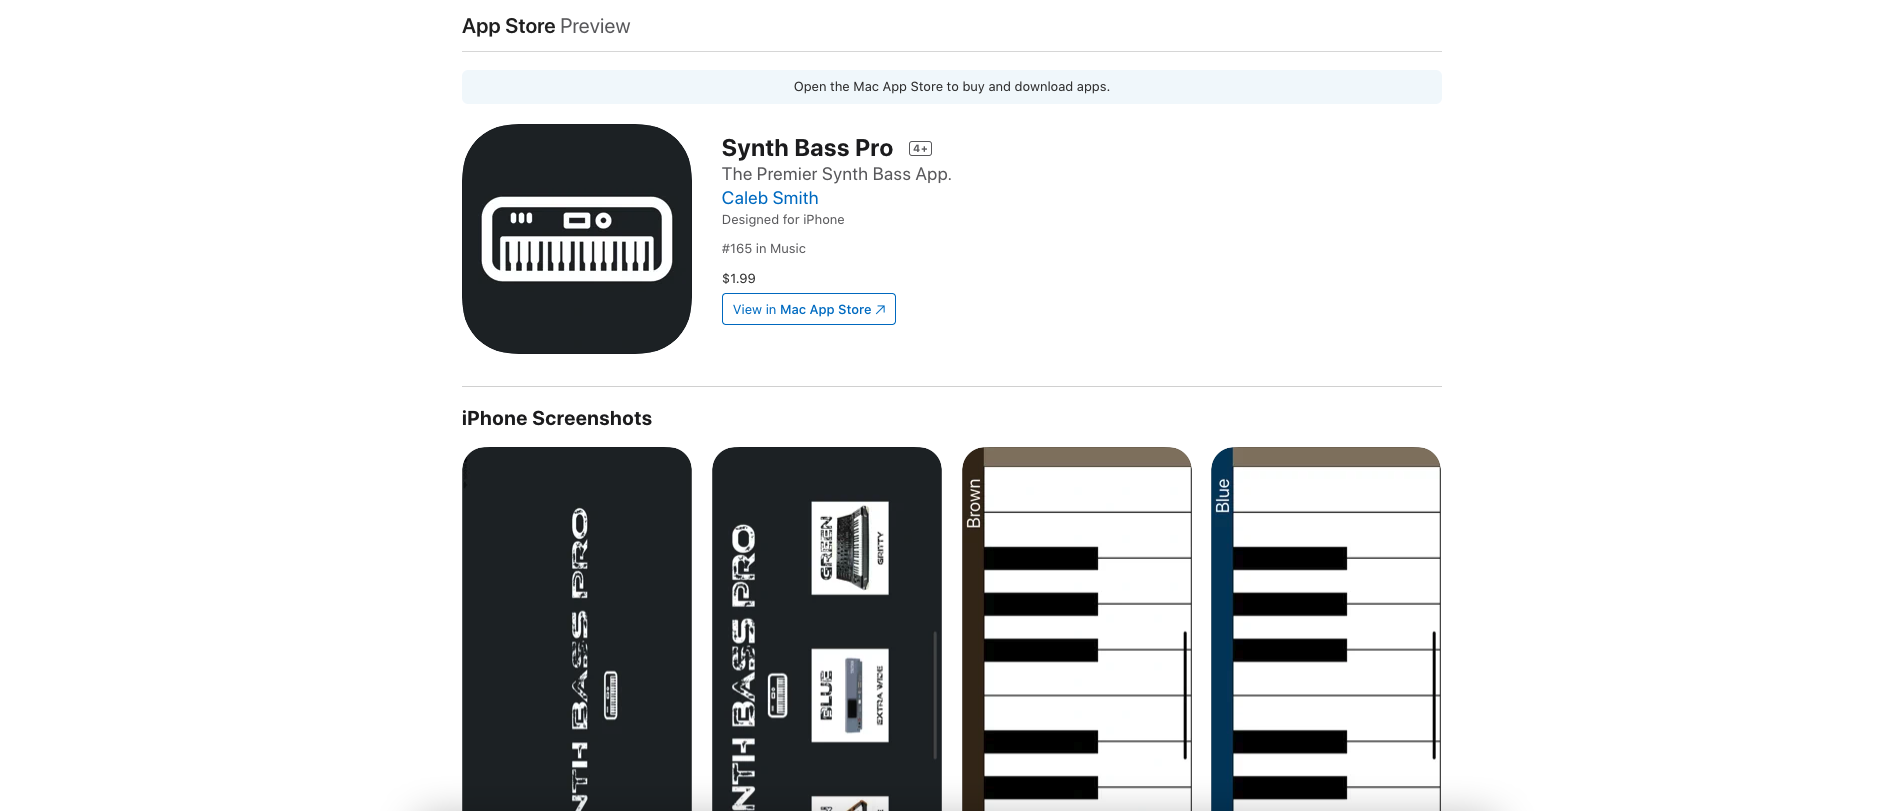 App Store Preview
Open the Mac App Store to buy and download apps.
Synth Bass Pro 4+
The Premier Synth Bass App.
Caleb Smith
Designed for iPhone
#165 in Music
$1.99
View in Mac App Store ↗
iPhone Screenshots
NTH BASS PRO
NTH BASS PRO
GREEN
GRITTY
BLUE
EXTRA WIDE
Brown
Blue